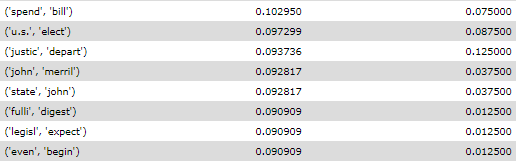 ('spend', 'bill') 0.102950 0.075000
('u.s.', 'elect') 0.097299 0.087500
('justic', 'depart') 0.093736 0.125000
('john', 'merril') 0.092817 0.037500
('state', 'john') 0.092817 0.037500
('fulli', 'digest') 0.090909 0.012500
('legisl', 'expect') 0.090909 0.012500
('even', 'begin') 0.090909 0.012500